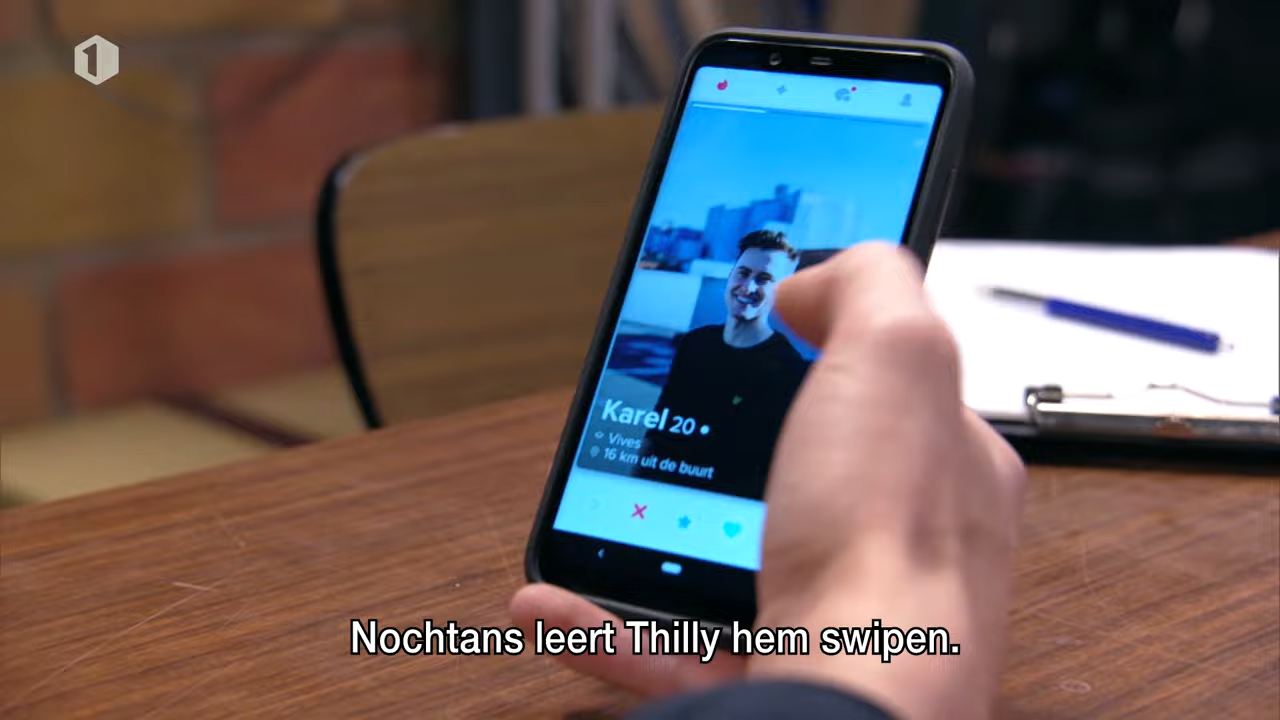 1
Karel 20
Vives
16 km uit de buurt
Nochtans leert Thilly hem swipen.